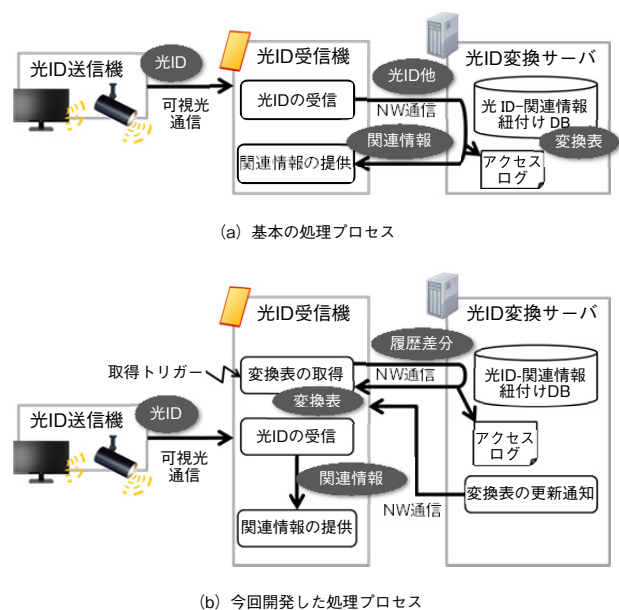 光ID送信機
光ID
可視光
通信
光ID受信機
光IDの受信
関連情報の提供
光ID他
NW通信
関連情報
光ID変換サーバ
光 ID–関連情報
紐付け DB
変換表
アクセス
ログ
(a) 基本の処理プロセス
光ID受信機
光ID変換サーバ
取得トリガー
変換表の取得
履歴差分
NW通信
変換表
光ID-関連情報
紐付けDB
アクセス
ログ
光ID送信機
光ID
可視光
通信
光IDの受信
関連情報
関連情報の提供
NW通信
変換表の更新通知
(b) 今回開発した処理プロセス